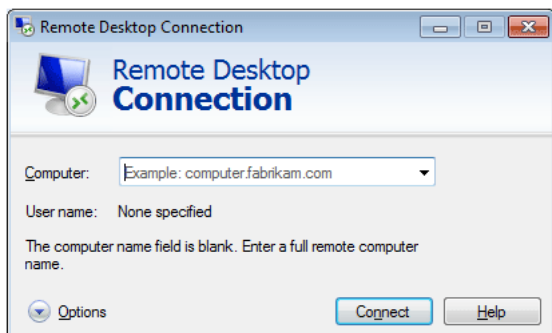 Remote Desktop Connection
Remote Desktop
Connection
Computer: Example: computer.fabrikam.com
User name: None specified
The computer name field is blank. Enter a full remote computer
name.
Options Connect Help